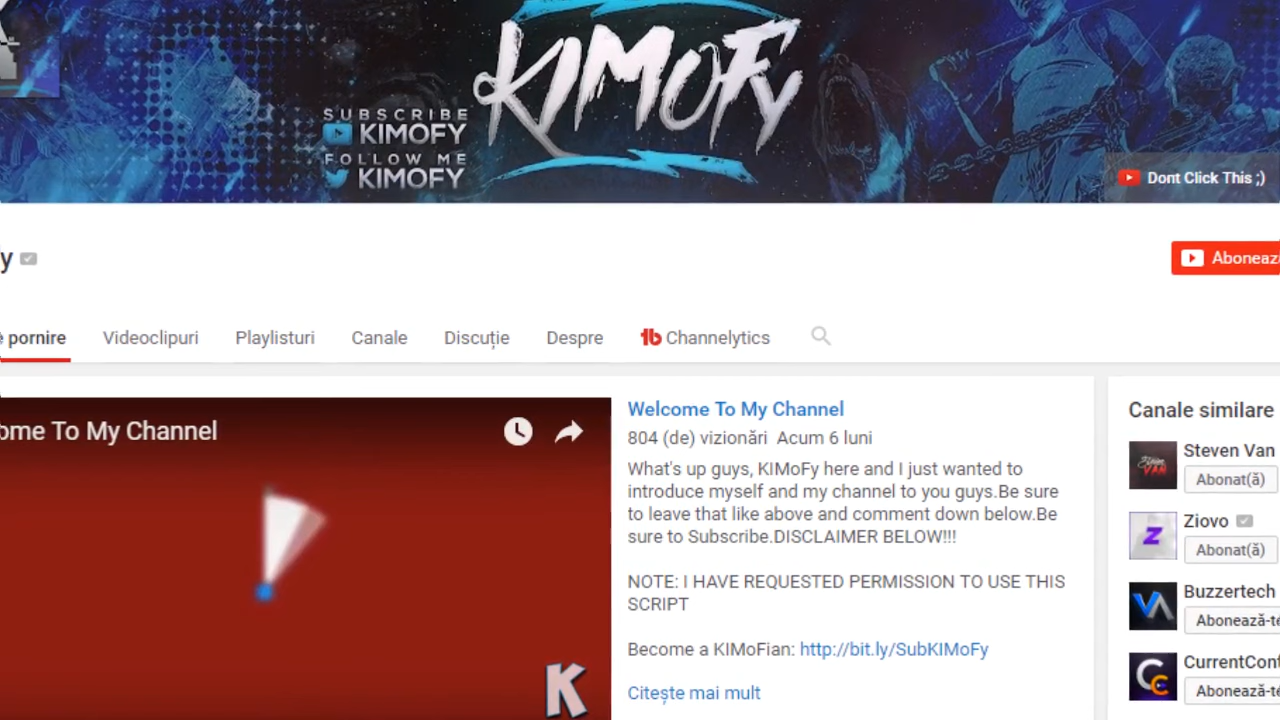 KIMoFy
SUBSCRIBE
KIMOFY
FOLLOW ME
KIMOFY
Dont Click This ;)
y
Abonează
pornire
Videoclipuri
Playlisturi
Canale
Discuție
Despre
Channelytics
ome To My Channel
K
Welcome To My Channel
804 (de) vizionări Acum 6 luni
What's up guys, KIMoFy here and I just wanted to
introduce myself and my channel to you guys.Be sure
to leave that like above and comment down below.Be
sure to Subscribe.DISCLAIMER BELOW!!!
NOTE: I HAVE REQUESTED PERMISSION TO USE THIS
SCRIPT
Become a KIMoFian: http://bit.ly/SubKIMoFy
Citește mai mult
Canale similare
Steven Van
Abonat(ă)
Ziovo
Abonat(ă)
Buzzertech
Abonează-te
CurrentCont
Abonează-te